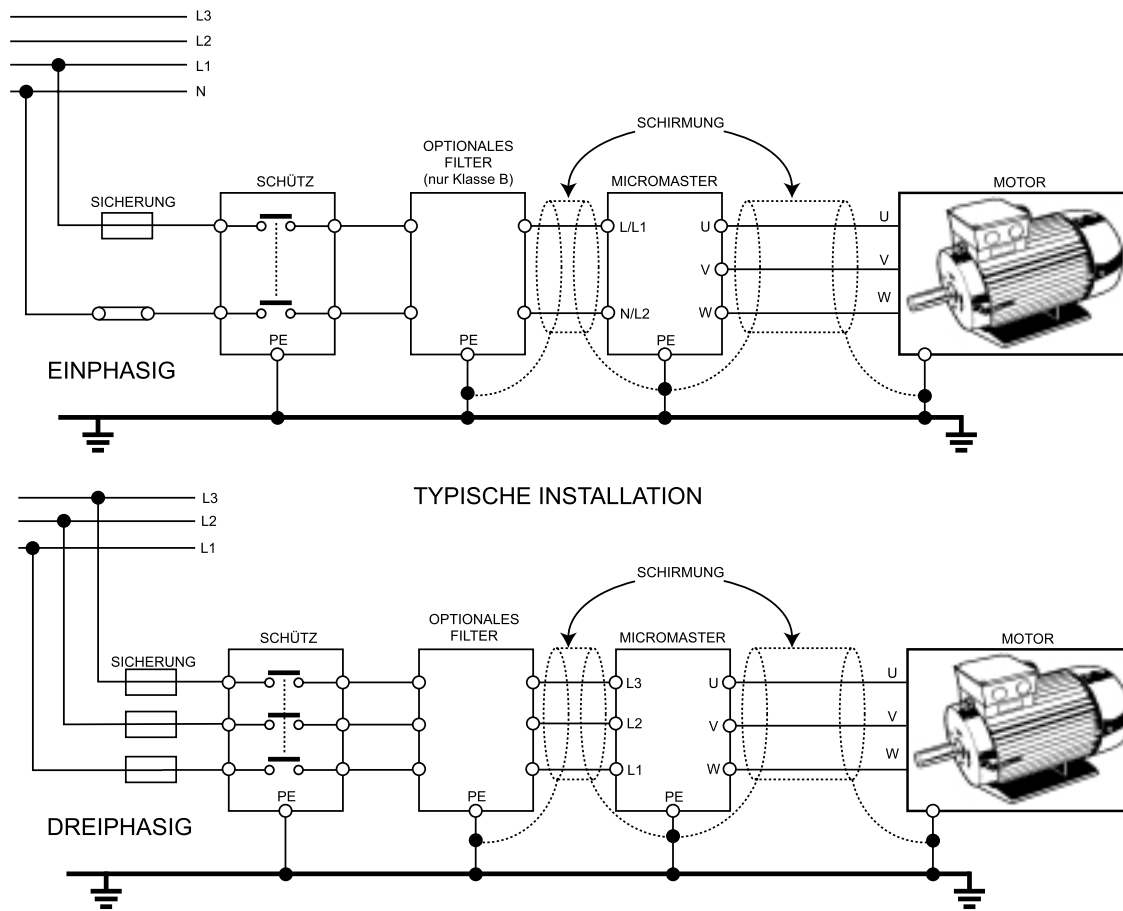 L3
L2
L1
N
SCHIRMUNG
OPTIONALES
FILTER
(nur Klasse B)
SCHÜTZ
MICROMASTER
MOTOR
SICHERUNG
L/L1
U
U
V
V
W
N/L2
W
PE
PE
PE
EINPHASIG
TYPISCHE INSTALLATION
L3
L2
L1
SCHIRMUNG
OPTIONALES
FILTER
SCHÜTZ
MICROMASTER
MOTOR
SICHERUNG
L3
U
U
L2
V
V
W
L1
W
PE
PE
PE
DREIPHASIG